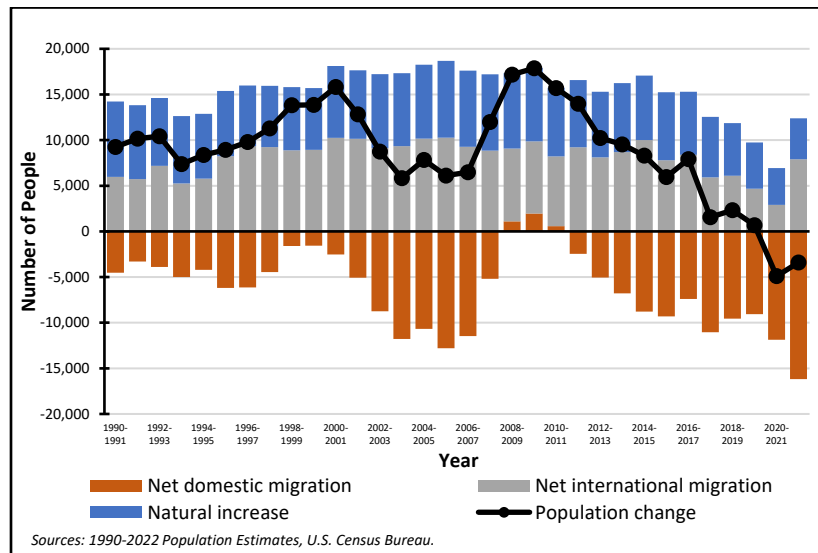 20,000
15,000
10,000
5,000
0
-5,000
-10,000
-15,000
-20,000
Number of People
1990- 1992- 1994- 1996- 1998- 2000- 2002- 2004- 2006- 2008- 2010- 2012- 2014- 2016- 2018- 2020-
1991 1993 1995 1997 1999 2001 2003 2005 2007 2009 2011 2013 2015 2017 2019 2021
Year
Net domestic migration Net international migration
Natural increase Population change
Sources: 1990-2022 Population Estimates, U.S. Census Bureau.